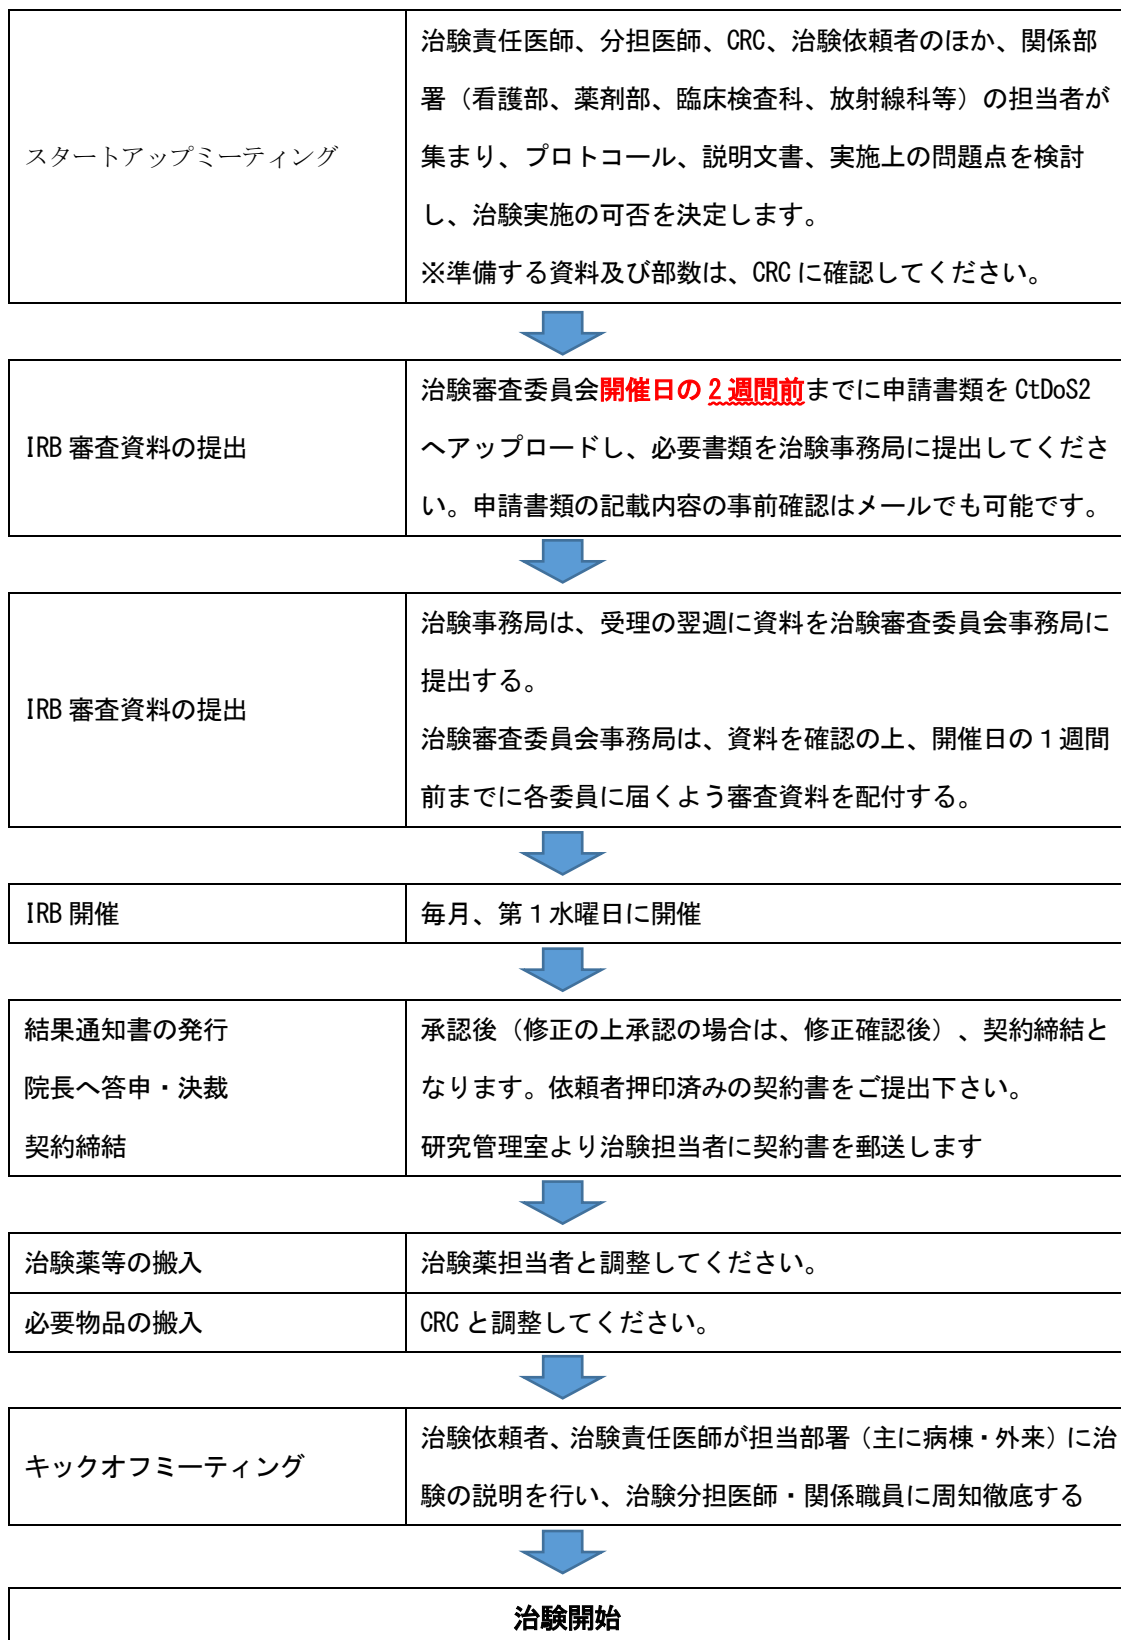 スタートアップミーティング
治験責任医師、分担医師、CRC、治験依頼者のほか、関係部
署（看護部、薬剤部、臨床検査科、放射線科等）の担当者が
集まり、プロトコール、説明文書、実施上の問題点を検討
し、治験実施の可否を決定します。
※準備する資料及び部数は、CRCに確認してください。
IRB審査資料の提出
治験審査委員会開催日の2週間前までに申請書類をCtDoS2
へアップロードし、必要書類を治験事務局に提出してくださ
い。申請書類の記載内容の事前確認はメールでも可能です。
IRB審査資料の提出
治験事務局は、受理の翌週に資料を治験審査委員会事務局に
提出する。
治験審査委員会事務局は、資料を確認の上、開催日の１週間
前までに各委員に届くよう審査資料を配付する。
IRB開催
毎月、第１水曜日に開催
結果通知書の発行
院長へ答申・決裁
契約締結
承認後（修正の上承認の場合は、修正確認後）、契約締結と
なります。依頼者押印済みの契約書をご提出下さい。
研究管理室より治験担当者に契約書を郵送します
治験薬等の搬入
治験薬担当者と調整してください。
必要物品の搬入
CRCと調整してください。
キックオフミーティング
治験依頼者、治験責任医師が担当部署（主に病棟・外来）に治
験の説明を行い、治験分担医師・関係職員に周知徹底する
治験開始